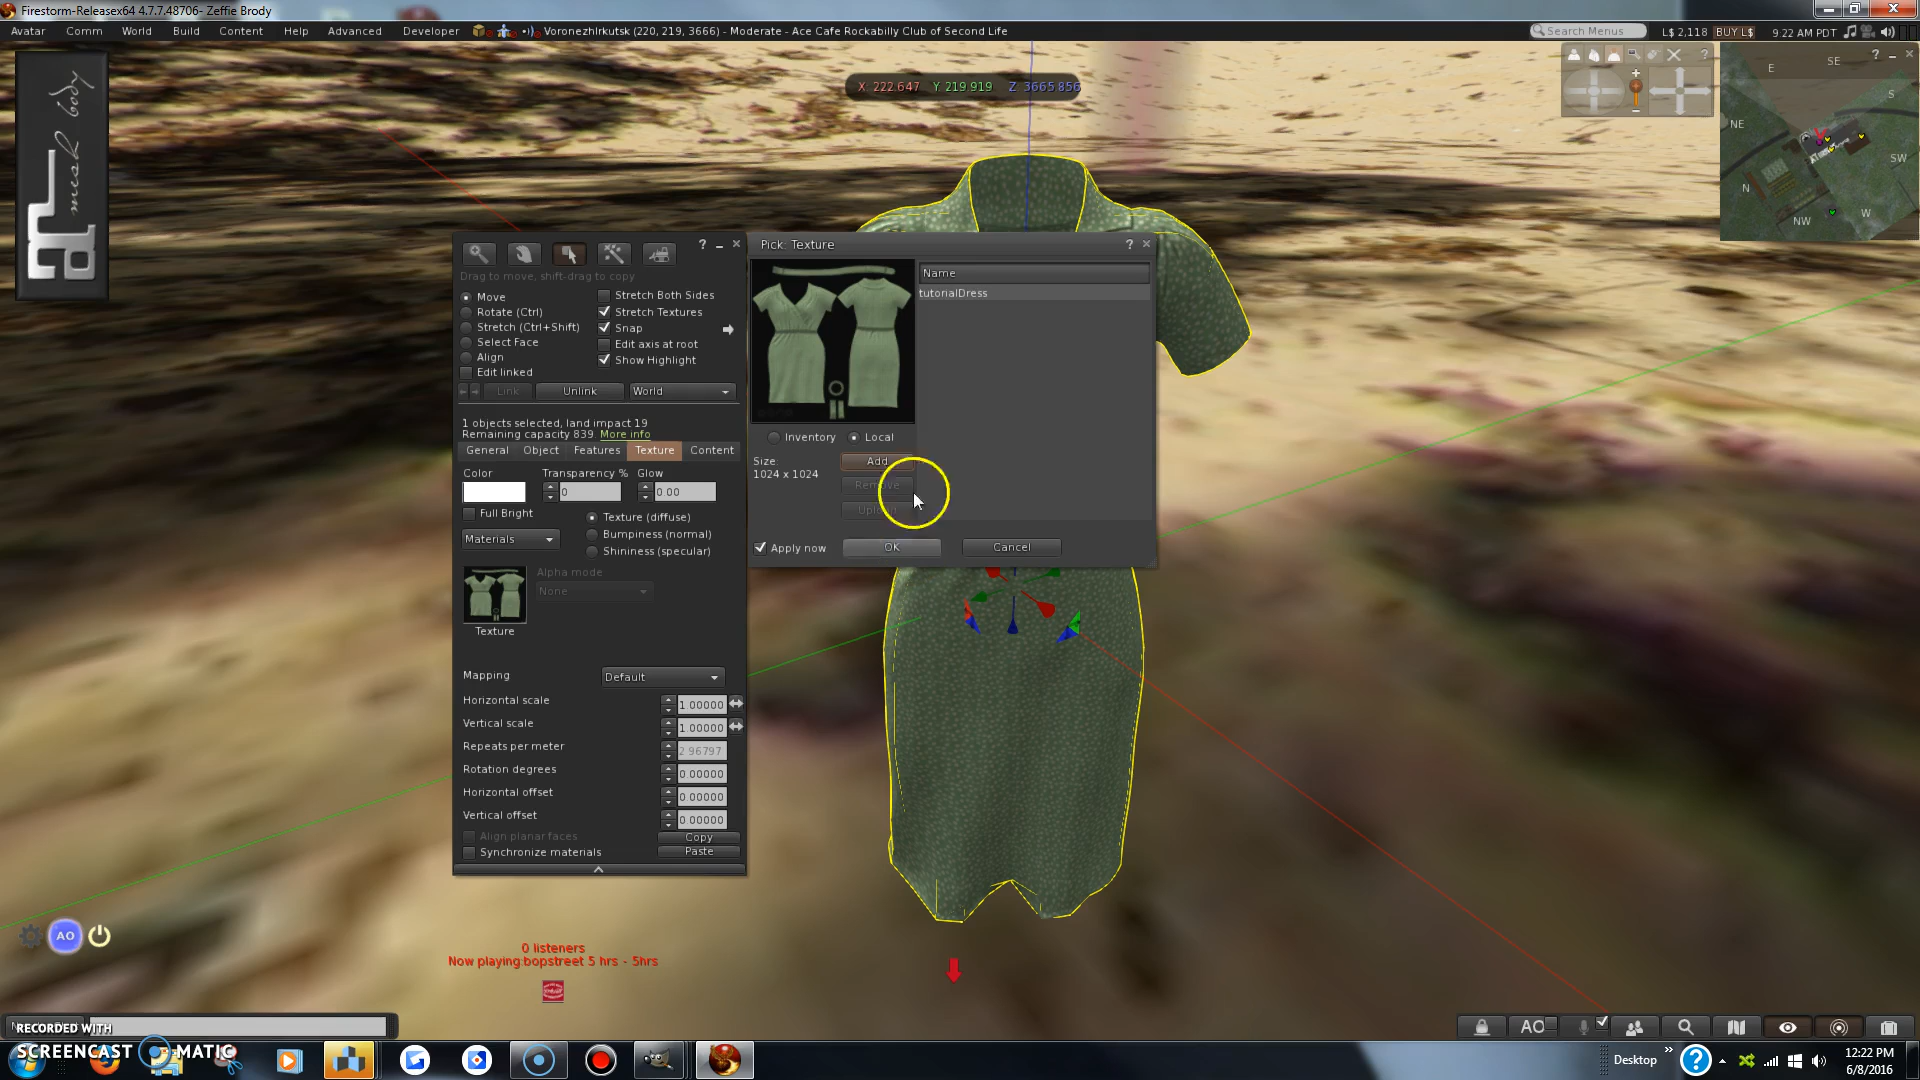 Firestorm-Releasex64 4.7.7.48706- Zeffie Brody
Avatar Comm World Build Content Help Advanced Developer
VoronezhIrkutsk (220, 219, 3666) - Moderate - Ace Cafe Rockabilly Club of Second Life
Search Menus
L$ 2,118 BUY L$ 9:22 AM PDT
mesh body
X: 222.647 Y: 219.919 Z: 3665.856
E SE S NE SW N NW W
Drag to move, shift-drag to copy
Move
Rotate (Ctrl)
Stretch (Ctrl+Shift)
Select Face
Align
Edit linked
Stretch Both Sides
Stretch Textures
Snap
Edit axis at root
Show Highlight
Link Unlink World
1 objects selected, land impact 19
Remaining capacity 839 More info
General Object Features Texture Content
Color Transparency % Glow
0 0.00
Full Bright
Materials
Texture (diffuse)
Bumpiness (normal)
Shininess (specular)
Alpha mode
None
Texture
Mapping Default
Horizontal scale 1.00000
Vertical scale 1.00000
Repeats per meter 2.96797
Rotation degrees 0.00000
Horizontal offset 0.00000
Vertical offset 0.00000
Align planar faces Copy
Synchronize materials Paste
Pick: Texture
Name
tutorialDress
Inventory Local
Size:
1024 x 1024
Add
Remove
Apply now OK Cancel
AO
0 listeners
Now playing:bopstreet 5 hrs - 5hrs
AO
RECORDED WITH
SCREENCAST MATIC
Desktop
12:22 PM
6/8/2016